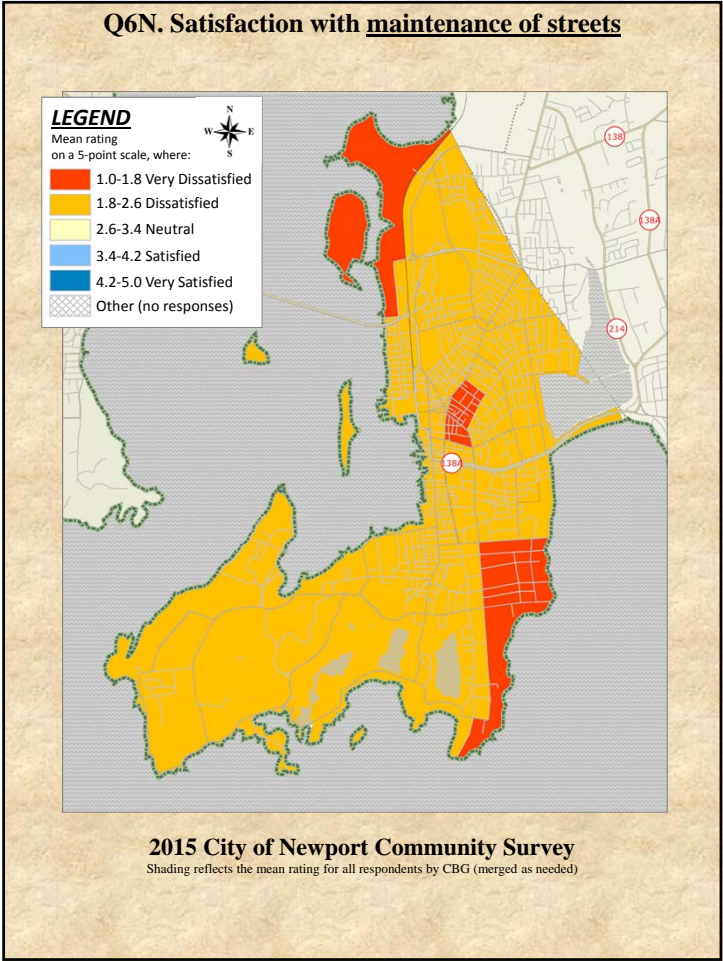 Q6N. Satisfaction with maintenance of streets
LEGEND
N
W E
S
Mean rating
on a 5-point scale, where:
1.0-1.8 Very Dissatisfied
1.8-2.6 Dissatisfied
2.6-3.4 Neutral
3.4-4.2 Satisfied
4.2-5.0 Very Satisfied
Other (no responses)
138
138A
214
138A
2015 City of Newport Community Survey
Shading reflects the mean rating for all respondents by CBG (merged as needed)